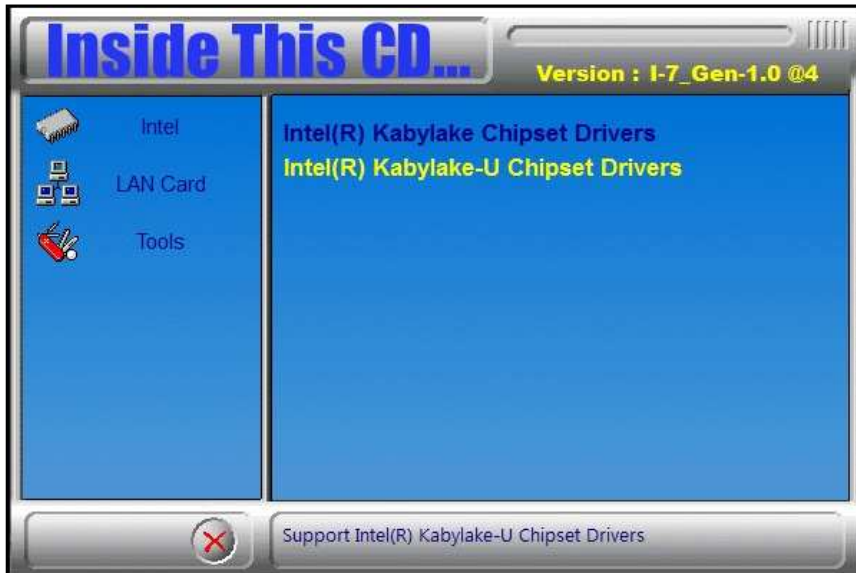 Inside This CD...
Version : I-7_Gen-1.0 @4
Intel
LAN Card
Tools
Intel(R) Kabylake Chipset Drivers
Intel(R) Kabylake-U Chipset Drivers
Support Intel(R) Kabylake-U Chipset Drivers